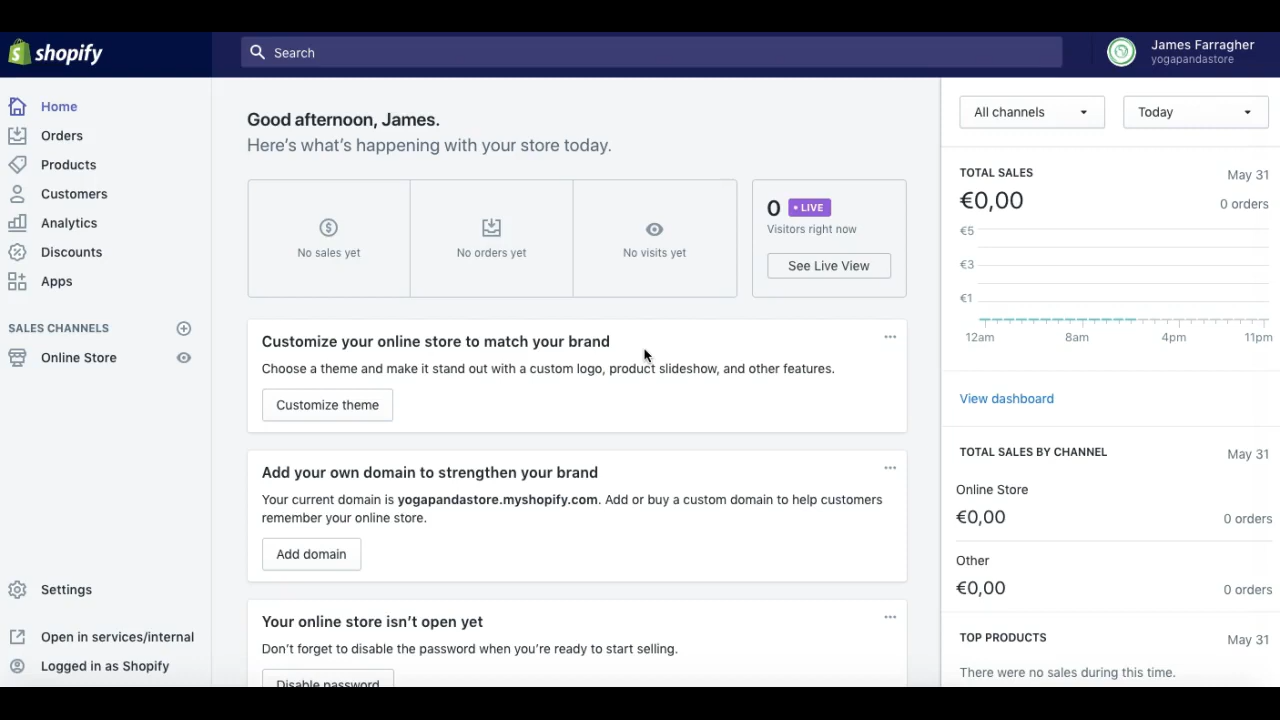 shopify
Search
James Farragher
yogapandastore
Home
Orders
Products
Customers
Analytics
Discounts
Apps
SALES CHANNELS
Online Store
Settings
Open in services/internal
Logged in as Shopify
Good afternoon, James.
Here's what's happening with your store today.
No sales yet
No orders yet
No visits yet
0 • LIVE
Visitors right now
See Live View
Customize your online store to match your brand
Choose a theme and make it stand out with a custom logo, product slideshow, and other features.
Customize theme
Add your own domain to strengthen your brand
Your current domain is yogapandastore.myshopify.com. Add or buy a custom domain to help customers
remember your online store.
Add domain
Your online store isn't open yet
Don't forget to disable the password when you're ready to start selling.
Disable password
All channels
Today
TOTAL SALES May 31
€0,00 0 orders
€5
€3
€1
12am 8am 4pm 11pm
View dashboard
TOTAL SALES BY CHANNEL May 31
Online Store
€0,00 0 orders
Other
€0,00 0 orders
TOP PRODUCTS May 31
There were no sales during this time.